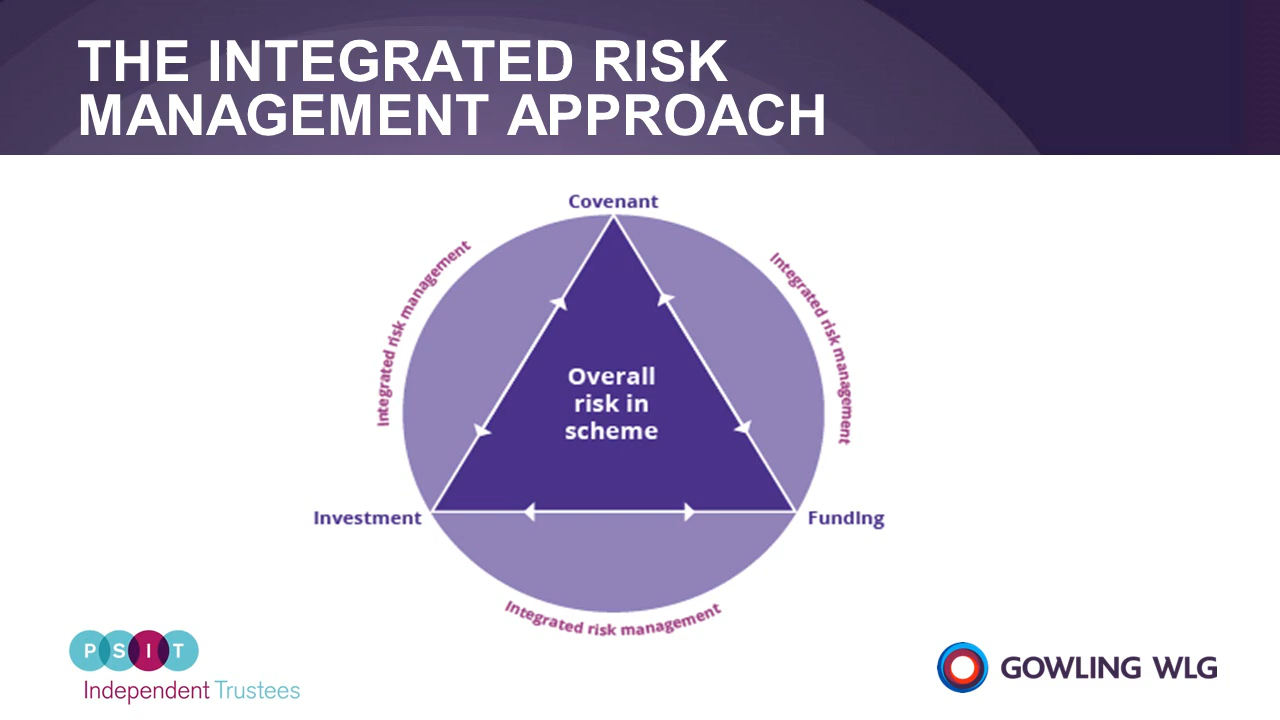 THE INTEGRATED RISK
MANAGEMENT APPROACH
Covenant
Integrated risk management
Integrated risk management
Overall
risk in
scheme
Investment
Funding
Integrated risk management
PSIT
Independent Trustees
GOWLING WLG